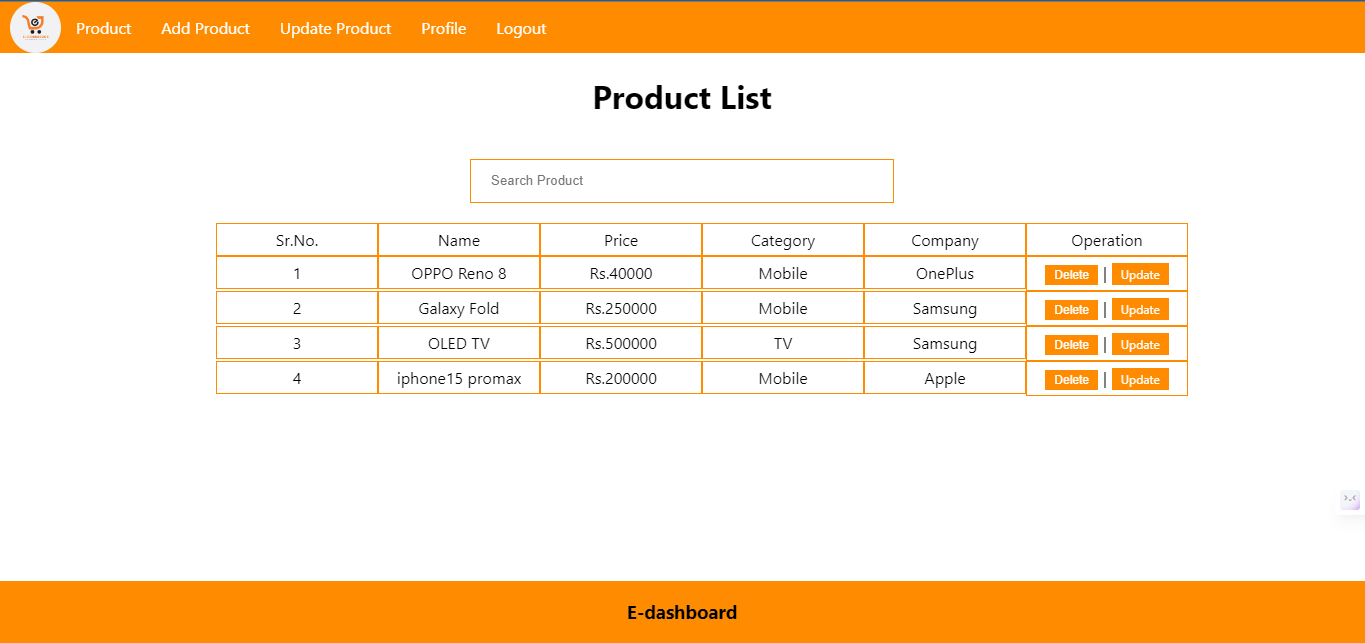 Product Add Product Update Product Profile Logout
Product List
Search Product
Sr.No. Name Price Category Company Operation
1 OPPO Reno 8 Rs.40000 Mobile OnePlus Delete | Update
2 Galaxy Fold Rs.250000 Mobile Samsung Delete | Update
3 OLED TV Rs.500000 TV Samsung Delete | Update
4 iphone15 promax Rs.200000 Mobile Apple Delete | Update
E-dashboard